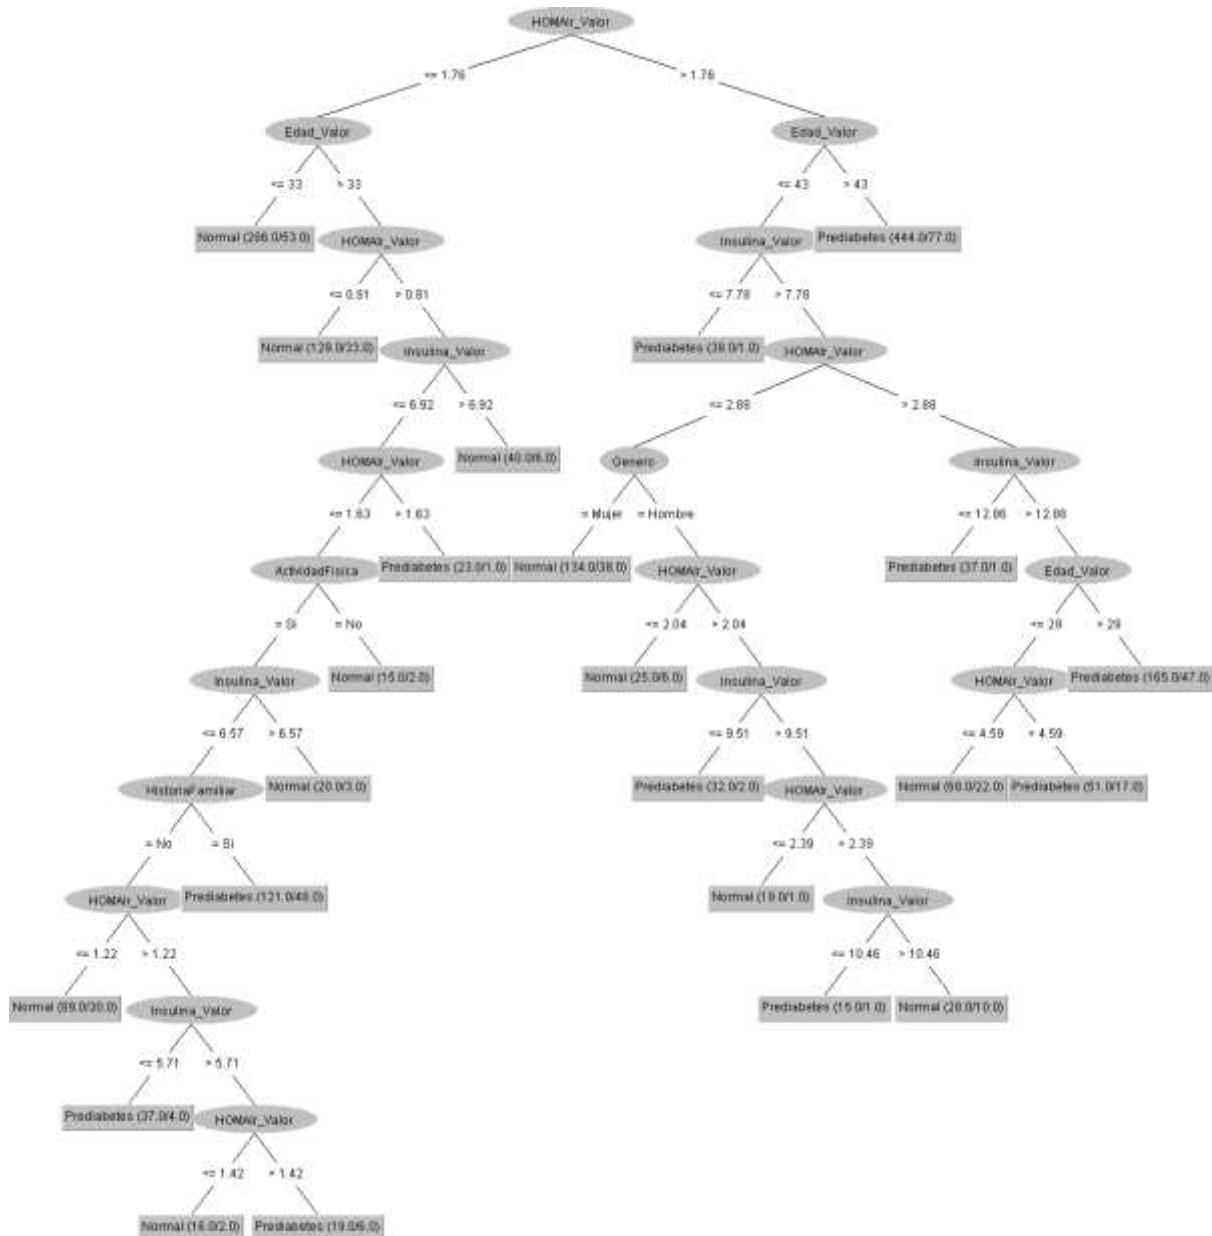 HOMAIr_Valor
<= 1.78 > 1.78
Edad_Valor Edad_Valor
<= 33 > 33 <= 43 > 43
Normal (286.0/53.0) HOMAIr_Valor Insulina_Valor Prediabetes (444.0/77.0)
<= 0.81 > 0.81 <= 7.78 > 7.78
Normal (129.0/23.0) Insulina_Valor Prediabetes (38.0/1.0) HOMAIr_Valor
<= 6.92 > 6.92 <= 2.88 > 2.88
HOMAIr_Valor Normal (40.0/6.0) Genero Insulina_Valor
<= 1.63 > 1.63 = Mujer = Hombre <= 12.86 > 12.86
ActividadFisica Prediabetes (23.0/1.0) Normal (134.0/38.0) HOMAIr_Valor Prediabetes (37.0/1.0) Edad_Valor
= Si = No <= 2.04 > 2.04 <= 29 > 29
Insulina_Valor Normal (15.0/2.0) Normal (25.0/6.0) Insulina_Valor HOMAIr_Valor Prediabetes (165.0/47.0)
<= 6.57 > 6.57 <= 9.51 > 9.51 <= 4.59 > 4.59
HistoriaFamiliar Normal (20.0/3.0) Prediabetes (32.0/2.0) HOMAIr_Valor Normal (60.0/22.0) Prediabetes (51.0/17.0)
= No = Si <= 2.39 > 2.39
HOMAIr_Valor Prediabetes (121.0/48.0) Normal (19.0/1.0) Insulina_Valor
<= 1.22 > 1.22 <= 10.46 > 10.46
Normal (89.0/30.0) Insulina_Valor Prediabetes (15.0/1.0) Normal (28.0/10.0)
<= 5.71 > 5.71
Prediabetes (37.0/4.0) HOMAIr_Valor
<= 1.42 > 1.42
Normal (16.0/2.0) Prediabetes (19.0/6.0)